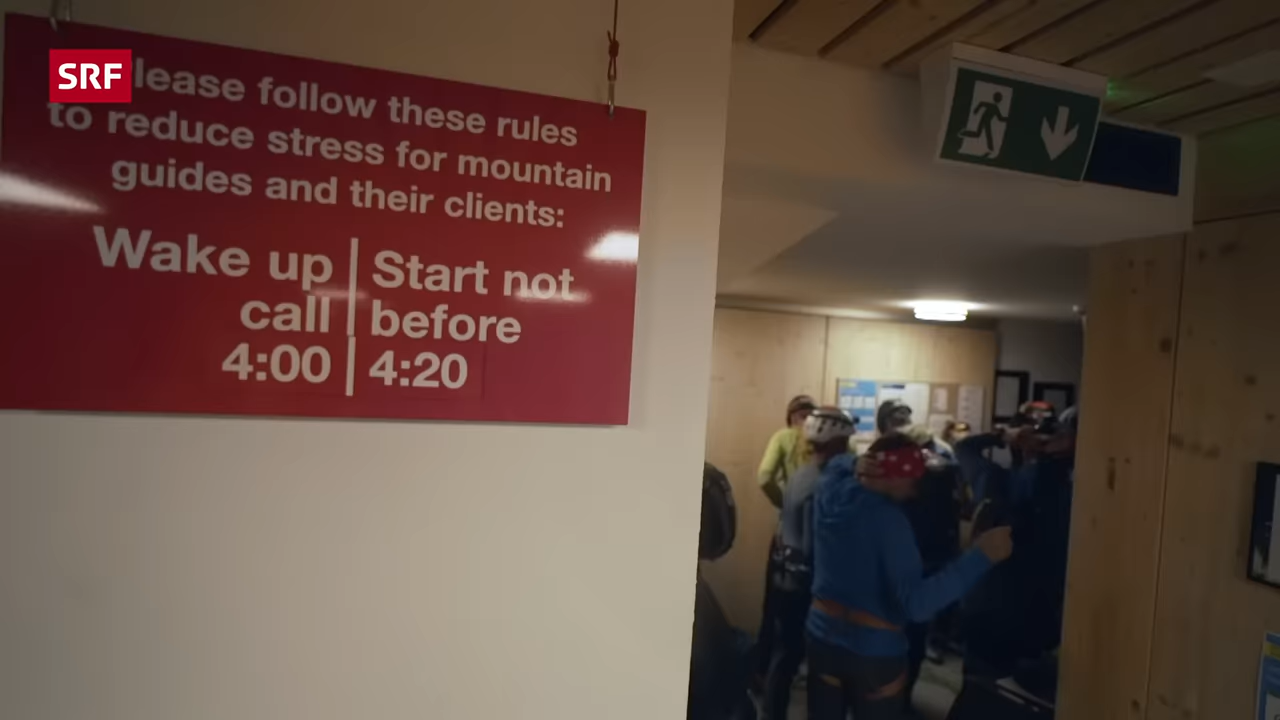 SRF
lease follow these rules
to reduce stress for mountain
guides and their clients:
Wake up | Start not
call | before
4:00 | 4:20